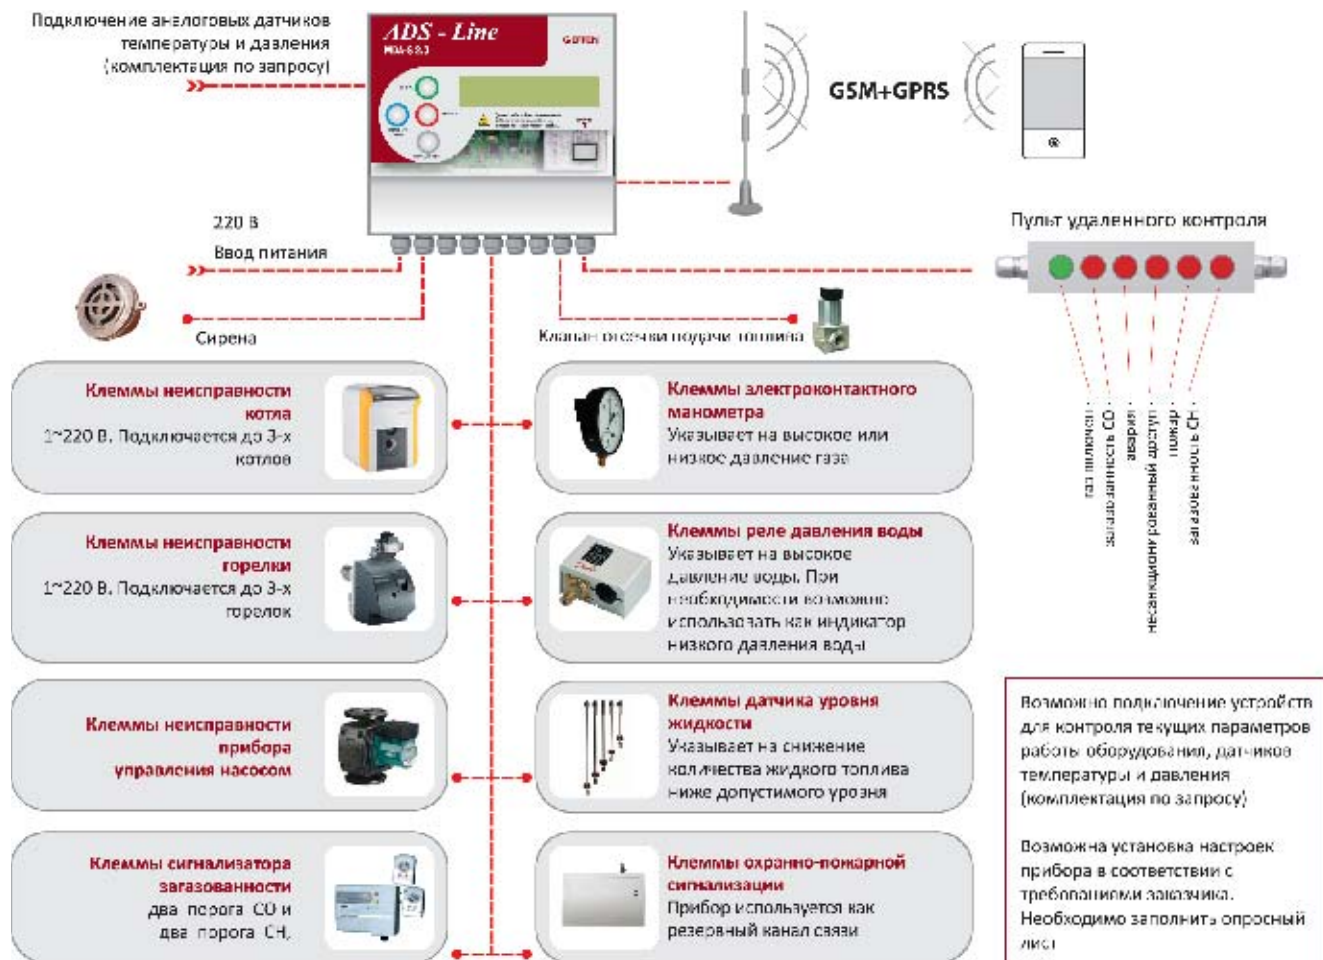 Подключение аналоговых датчиков
температуры и давления
(комплектация по запросу)
ADS - Line
GSM+GPRS
220 В
Ввод питания
Сирена
Клапан отсечки подачи топлива
Пульт удаленного контроля
загазованность CO
авария
несанкционированный доступ
пожар
загазованность CH
Клеммы неисправности
котла
1~220 В. Подключается до 3-х
котлов
Клеммы электроконтактного
манометра
Указывает на высокое или
низкое давление газа
Клеммы неисправности
горелки
1~220 В. Подключается до 3-х
горелок
Клеммы реле давления воды
Указывает на высокое
давление воды. При
необходимости возможно
использовать как индикатор
низкого давления воды
Клеммы неисправности
прибора
управления насосом
Клеммы датчика уровня
жидкости
Указывает на снижение
количества жидкого топлива
ниже допустимого уровня
Клеммы сигнализатора
загазованности
два порога CO и
два порога CH,
Клеммы охранно-пожарной
сигнализации
Прибор используется как
резервный канал связи
Возможно подключение устройств
для контроля текущих параметров
работы оборудования, датчиков
температуры и давления
(комплектация по запросу)
Возможна установка настроек
прибора в соответствии с
требованиями заказчика.
Необходимо заполнить опросный
лист